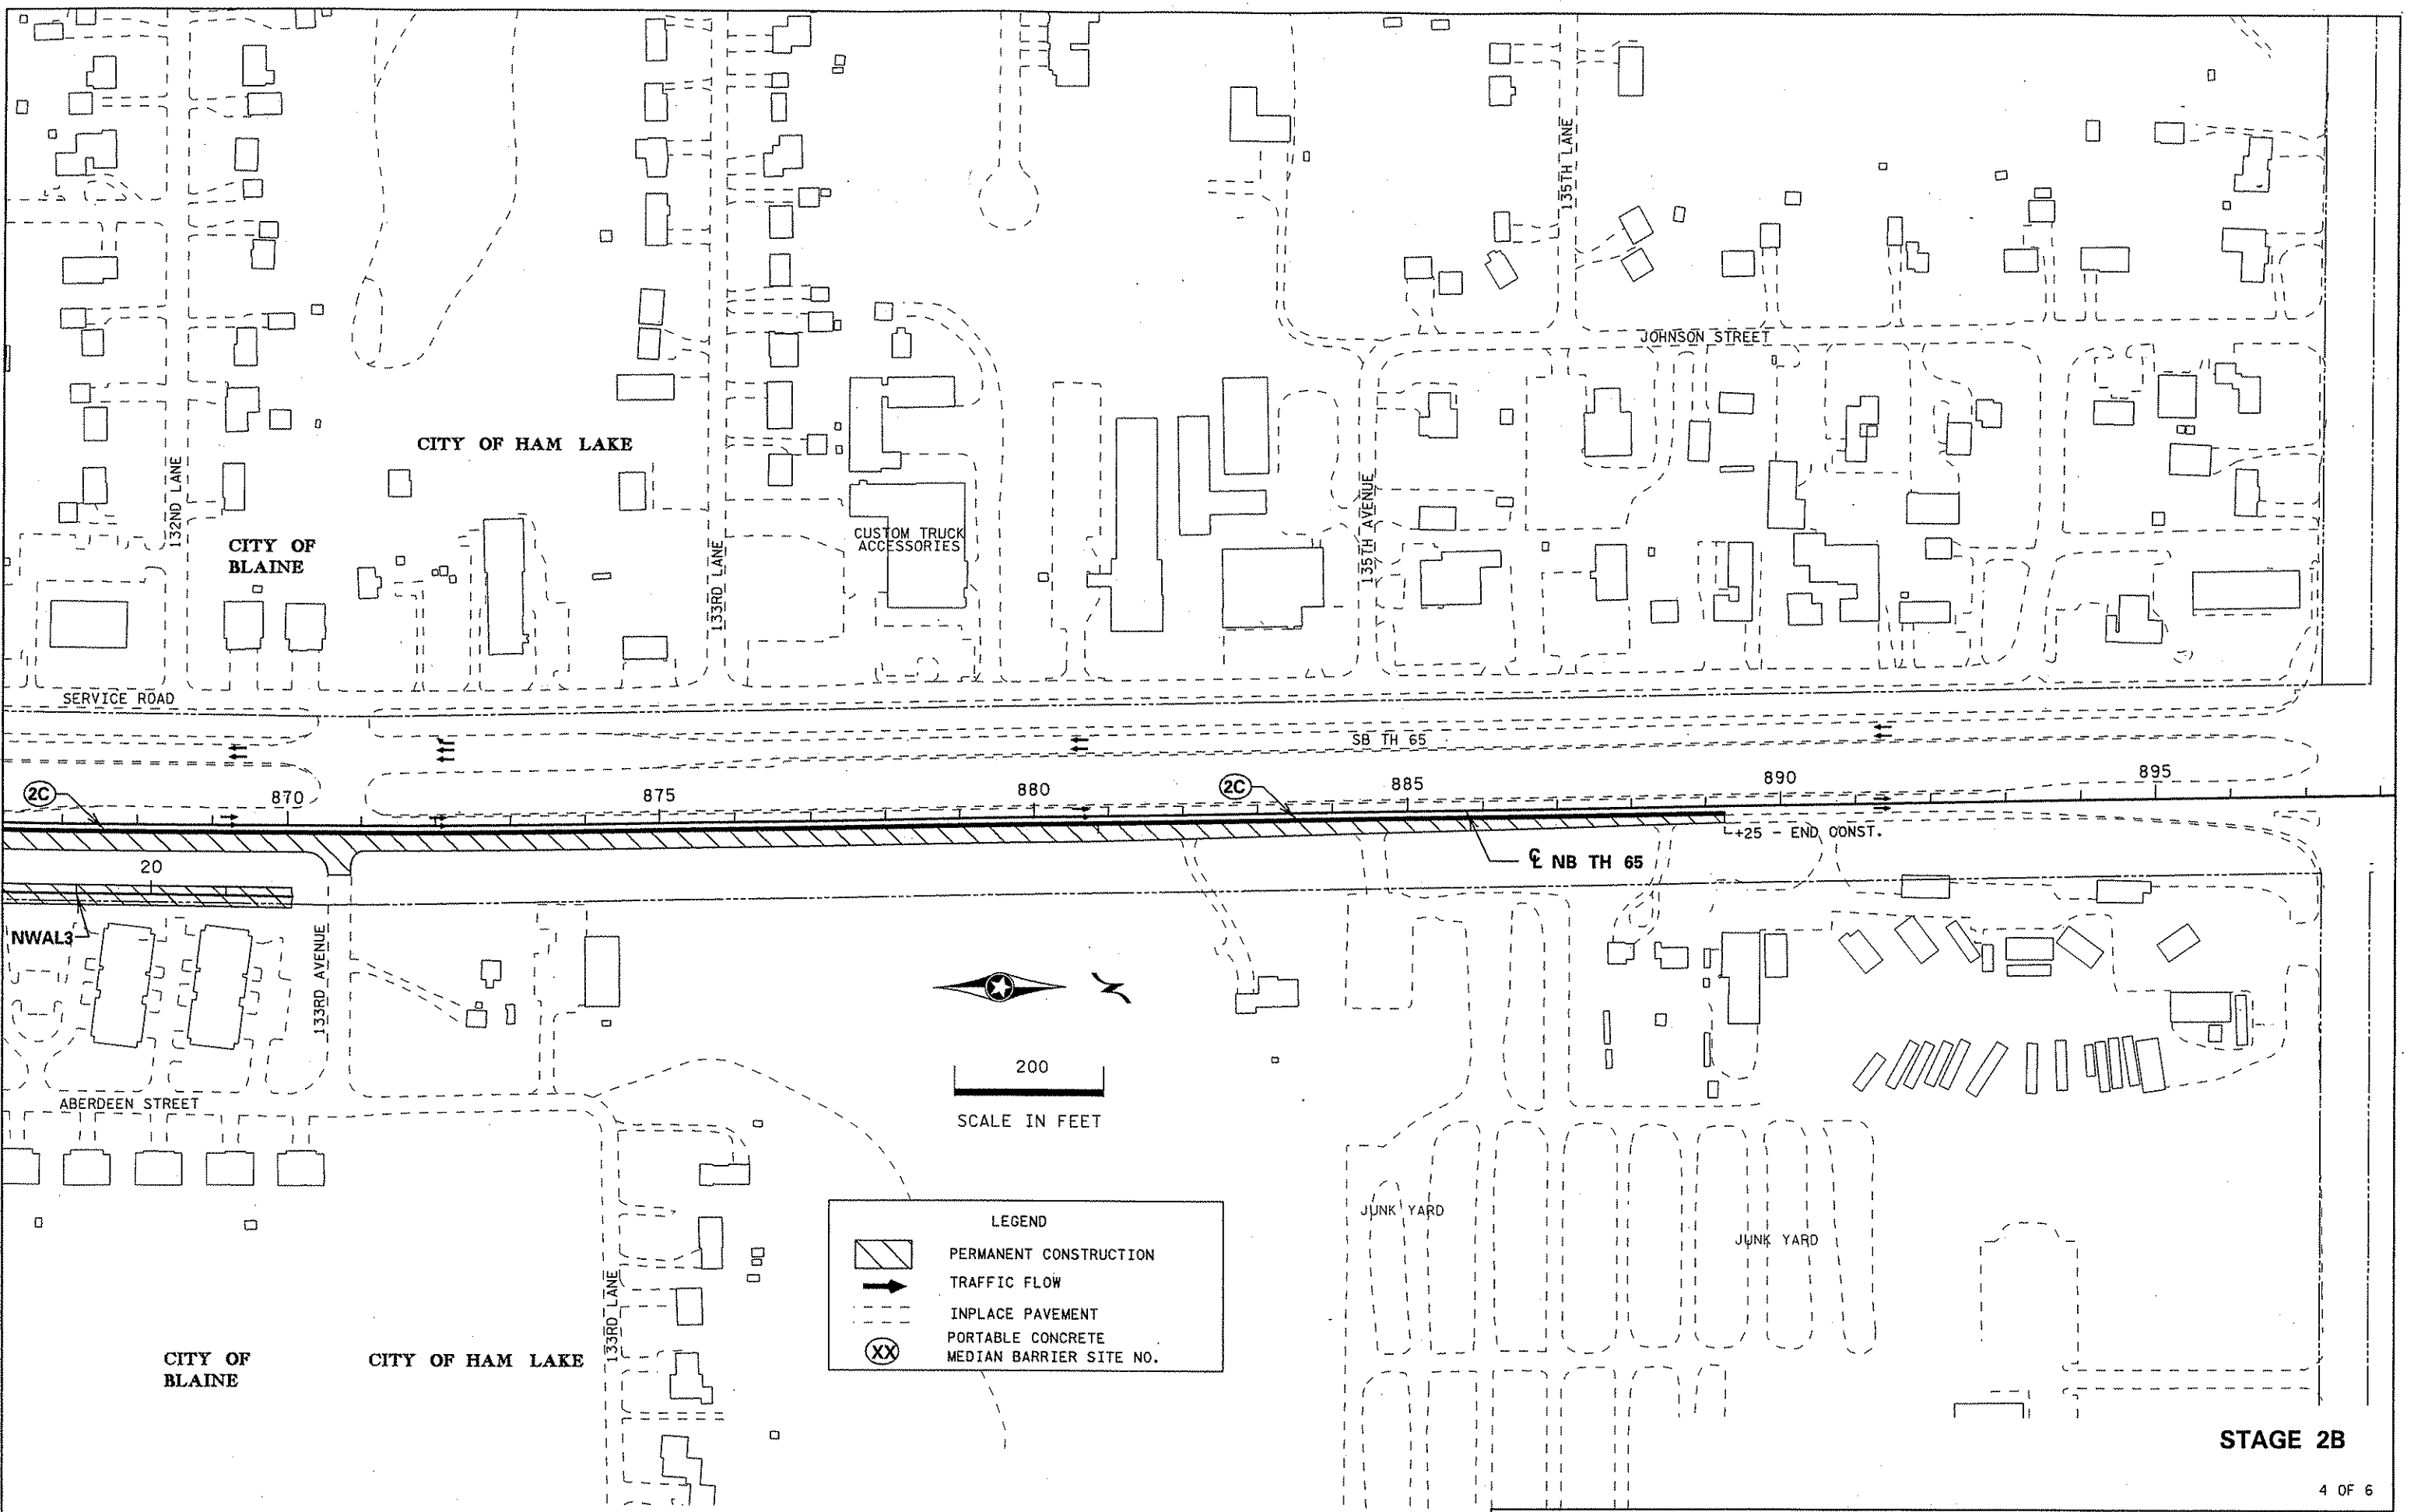 135TH LANE
JOHNSON STREET
CITY OF HAM LAKE
132ND LANE
CITY OF
BLAINE
133RD LANE
CUSTOM TRUCK
ACCESSORIES
135TH AVENUE
SERVICE ROAD
SB TH 65
2C
870
875
880
2C
885
890
895
+25 - END CONST.
℄ NB TH 65
20
NWAL3
133RD AVENUE
200
SCALE IN FEET
ABERDEEN STREET
LEGEND
PERMANENT CONSTRUCTION
TRAFFIC FLOW
INPLACE PAVEMENT
XX
PORTABLE CONCRETE
MEDIAN BARRIER SITE NO.
JUNK YARD
JUNK YARD
133RD LANE
CITY OF
BLAINE
CITY OF HAM LAKE
STAGE 2B
4 OF 6